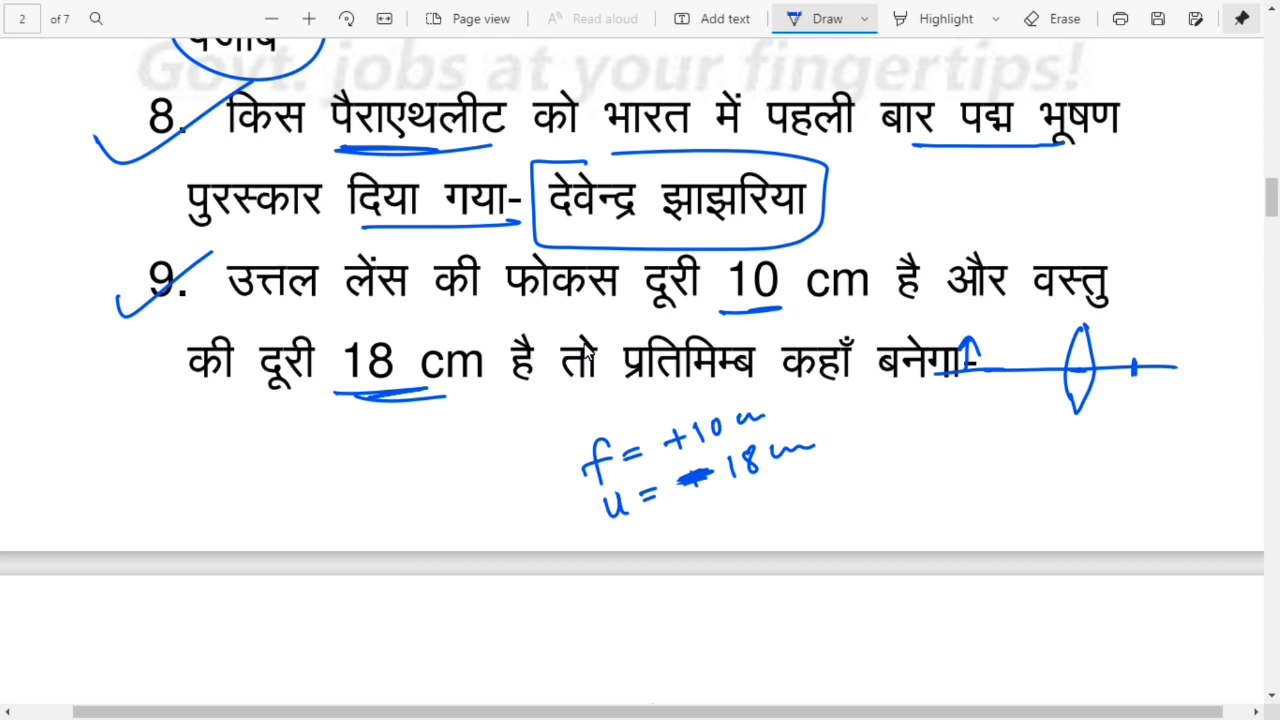 2 of 7 Page view Read aloud Add text Draw Highlight Erase
पंजाब
Govt. jobs at your fingertips!
8. किस पैराएथलीट को भारत में पहली बार पद्म भूषण
पुरस्कार दिया गया- देवेन्द्र झाझरिया
9. उत्तल लेंस की फोकस दूरी 10 cm है और वस्तु
की दूरी 18 cm है तो प्रतिमिम्ब कहाँ बनेगा-
f = +10 cm
u = - 18 cm